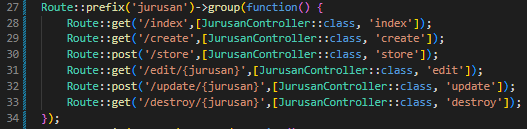 27 Route::prefix('jurusan')->group(function() {
28 Route::get('/index',[JurusanController::class, 'index']);
29 Route::get('/create',[JurusanController::class, 'create']);
30 Route::post('/store',[JurusanController::class, 'store']);
31 Route::get('/edit/{jurusan}',[JurusanController::class, 'edit']);
32 Route::post('/update/{jurusan}',[JurusanController::class, 'update']);
33 Route::get('/destroy/{jurusan}',[JurusanController::class, 'destroy']);
34 });